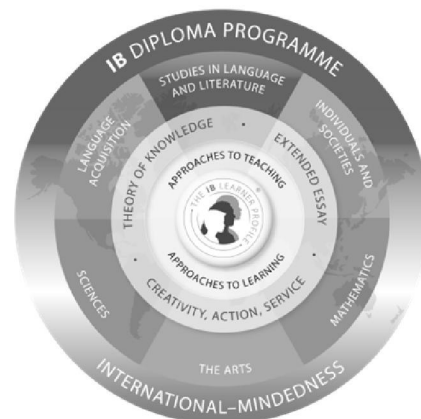 IB DIPLOMA PROGRAMME
STUDIES IN LANGUAGE
AND LITERATURE
LANGUAGE
ACQUISITION
INDIVIDUALS AND
SOCIETIES
THEORY OF KNOWLEDGE
EXTENDED ESSAY
APPROACHES TO TEACHING
THE IB LEARNER PROFILE
APPROACHES TO LEARNING
CREATIVITY, ACTION, SERVICE
SCIENCES
MATHEMATICS
THE ARTS
INTERNATIONAL–MINDEDNESS